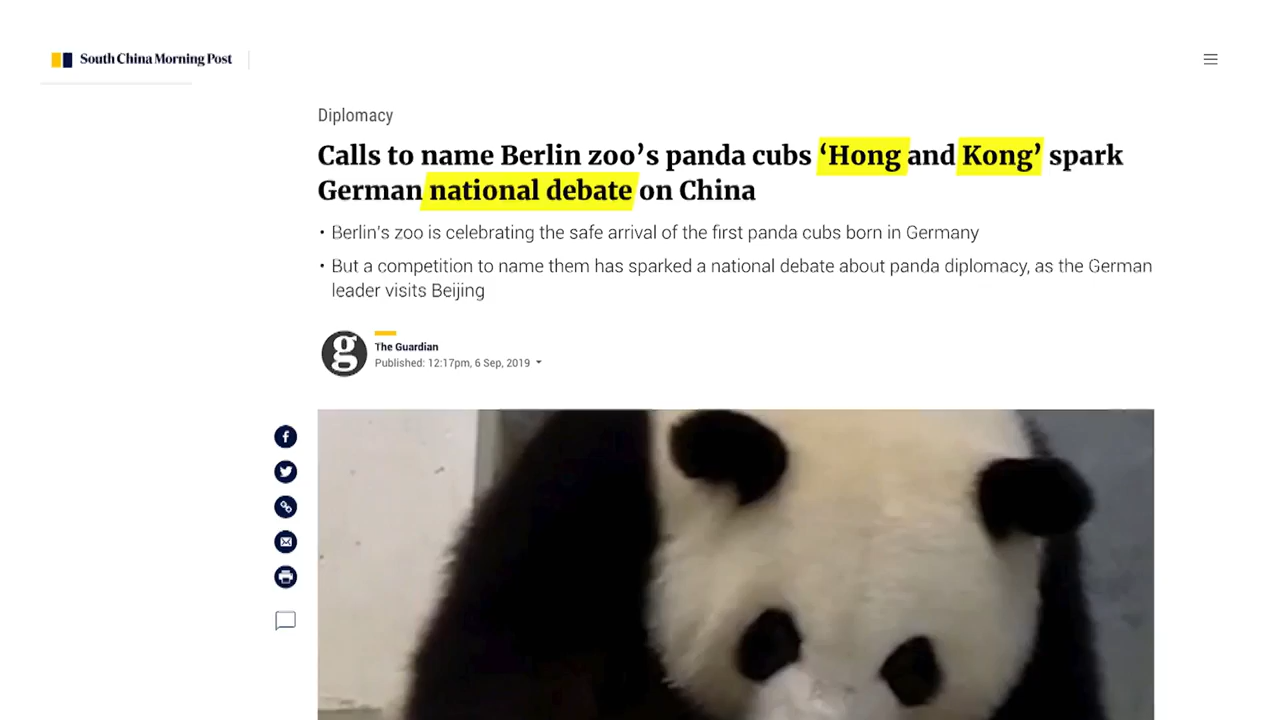 South China Morning Post
Diplomacy
Calls to name Berlin zoo’s panda cubs ‘Hong and Kong’ spark
German national debate on China
• Berlin’s zoo is celebrating the safe arrival of the first panda cubs born in Germany
• But a competition to name them has sparked a national debate about panda diplomacy, as the German
leader visits Beijing
g
The Guardian
Published: 12:17pm, 6 Sep, 2019